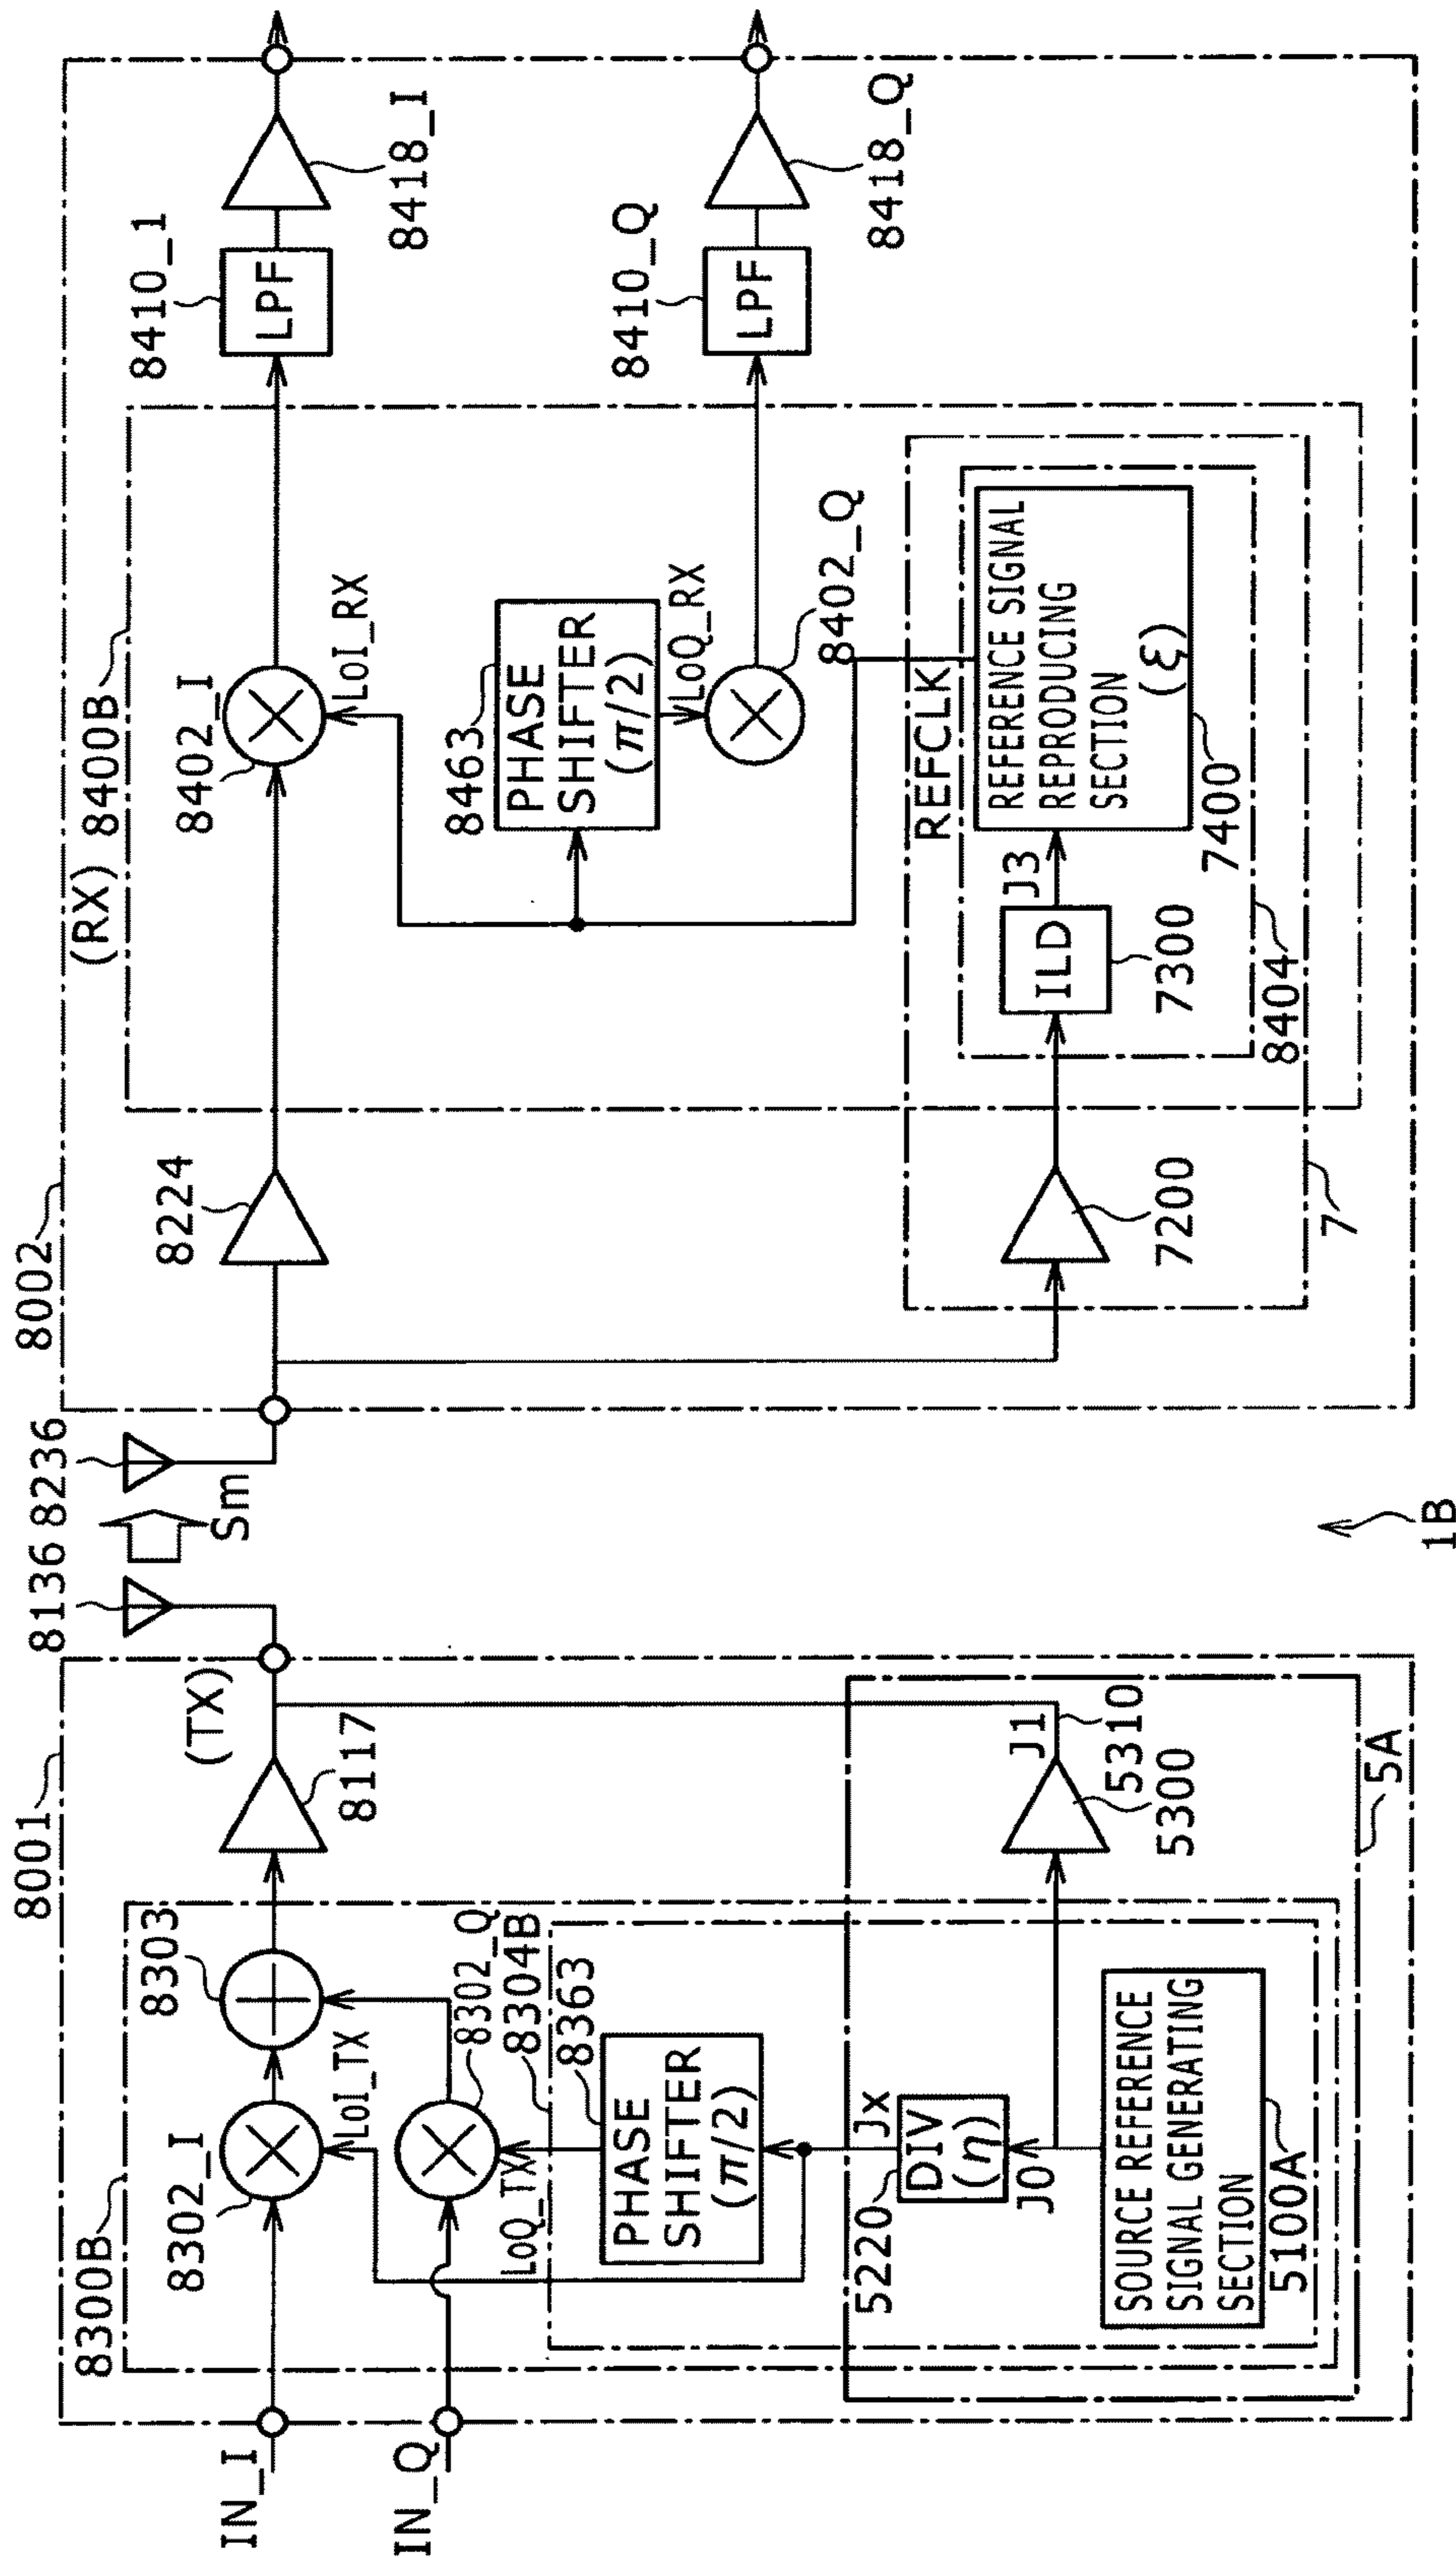 8001
8136
8236
8002
8300B
8302_I
8303
(TX)
Sm
(RX)
8400B
8224
8402_I
8410_1
LPF
8418_I
IN_I
LoI_TX
8117
LoI_RX
IN_Q
8302_Q
8304B
8363
LoQ_TX
PHASE
SHIFTER
(π/2)
8463
PHASE
SHIFTER
(π/2)
LoQ_RX
8402_Q
8410_Q
LPF
8418_Q
5220
Jx
DIV
(η)
J0
J1
5310
5300
REFCLK
7200
ILD
J3
7300
REFERENCE SIGNAL
REPRODUCING
SECTION
(ξ)
7400
8404
7
SOURCE REFERENCE
SIGNAL GENERATING
SECTION
5100A
5A
1B